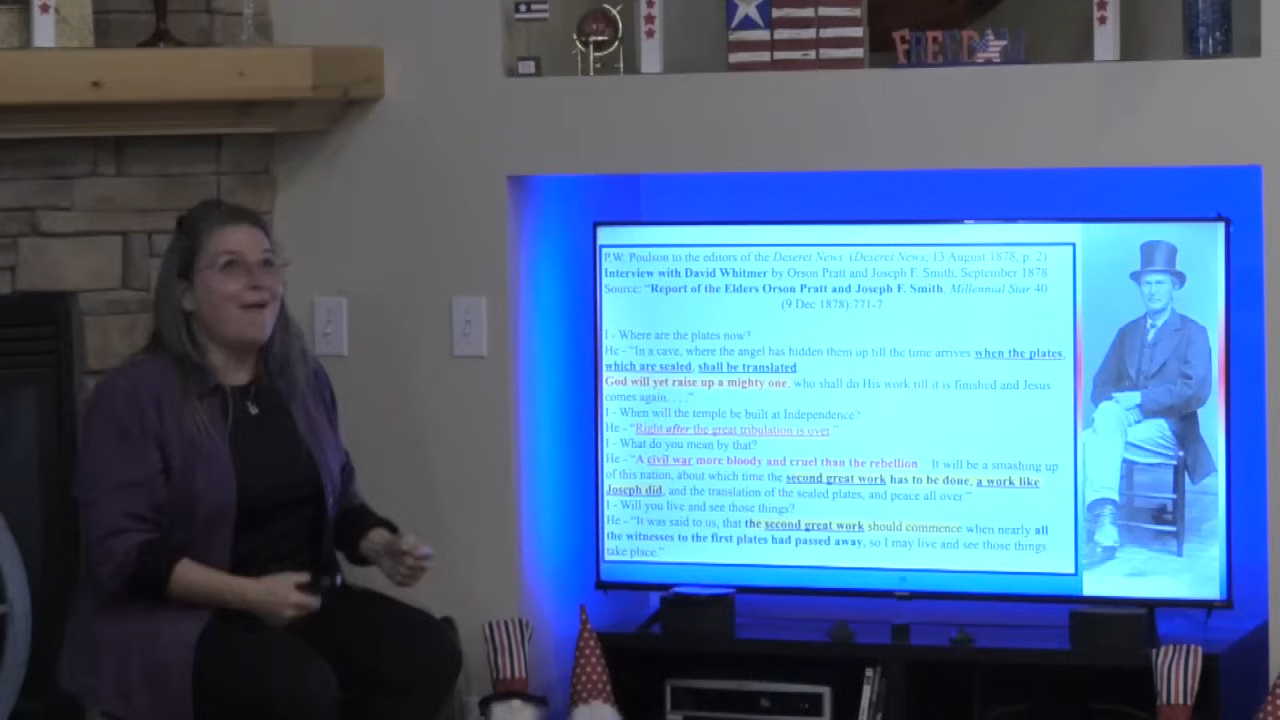 FREEDOM
P.W. Poulson to the editors of the Deseret News (Deseret News, 13 August 1878, p. 2)
Interview with David Whitmer by Orson Pratt and Joseph F. Smith, September 1878
Source: "Report of the Elders Orson Pratt and Joseph F. Smith, Millennial Star 40
(9 Dec 1878):771-7
I - Where are the plates now?
He - "In a cave, where the angel has hidden them up till the time arrives when the plates,
which are sealed, shall be translated.
God will yet raise up a mighty one, who shall do His work till it is finished and Jesus
comes again. . . ."
I - When will the temple be built at Independence?
He - "Right after the great tribulation is over."
I - What do you mean by that?
He - "A civil war more bloody and cruel than the rebellion. It will be a smashing up
of this nation, about which time the second great work has to be done, a work like
Joseph did, and the translation of the sealed plates, and peace all over."
I - Will you live and see those things?
He - "It was said to us, that the second great work should commence when nearly all
the witnesses to the first plates had passed away, so I may live and see those things
take place."